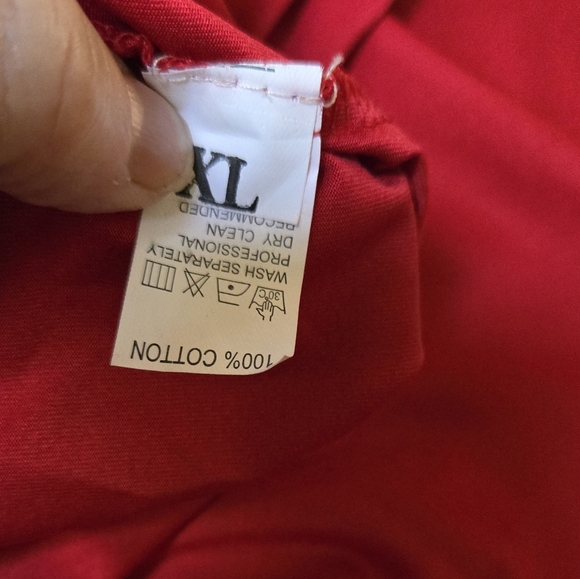 XL
100% COTTON
30°C
WASH SEPARATELY
PROFESSIONAL
DRY CLEAN
RECOMMENDED